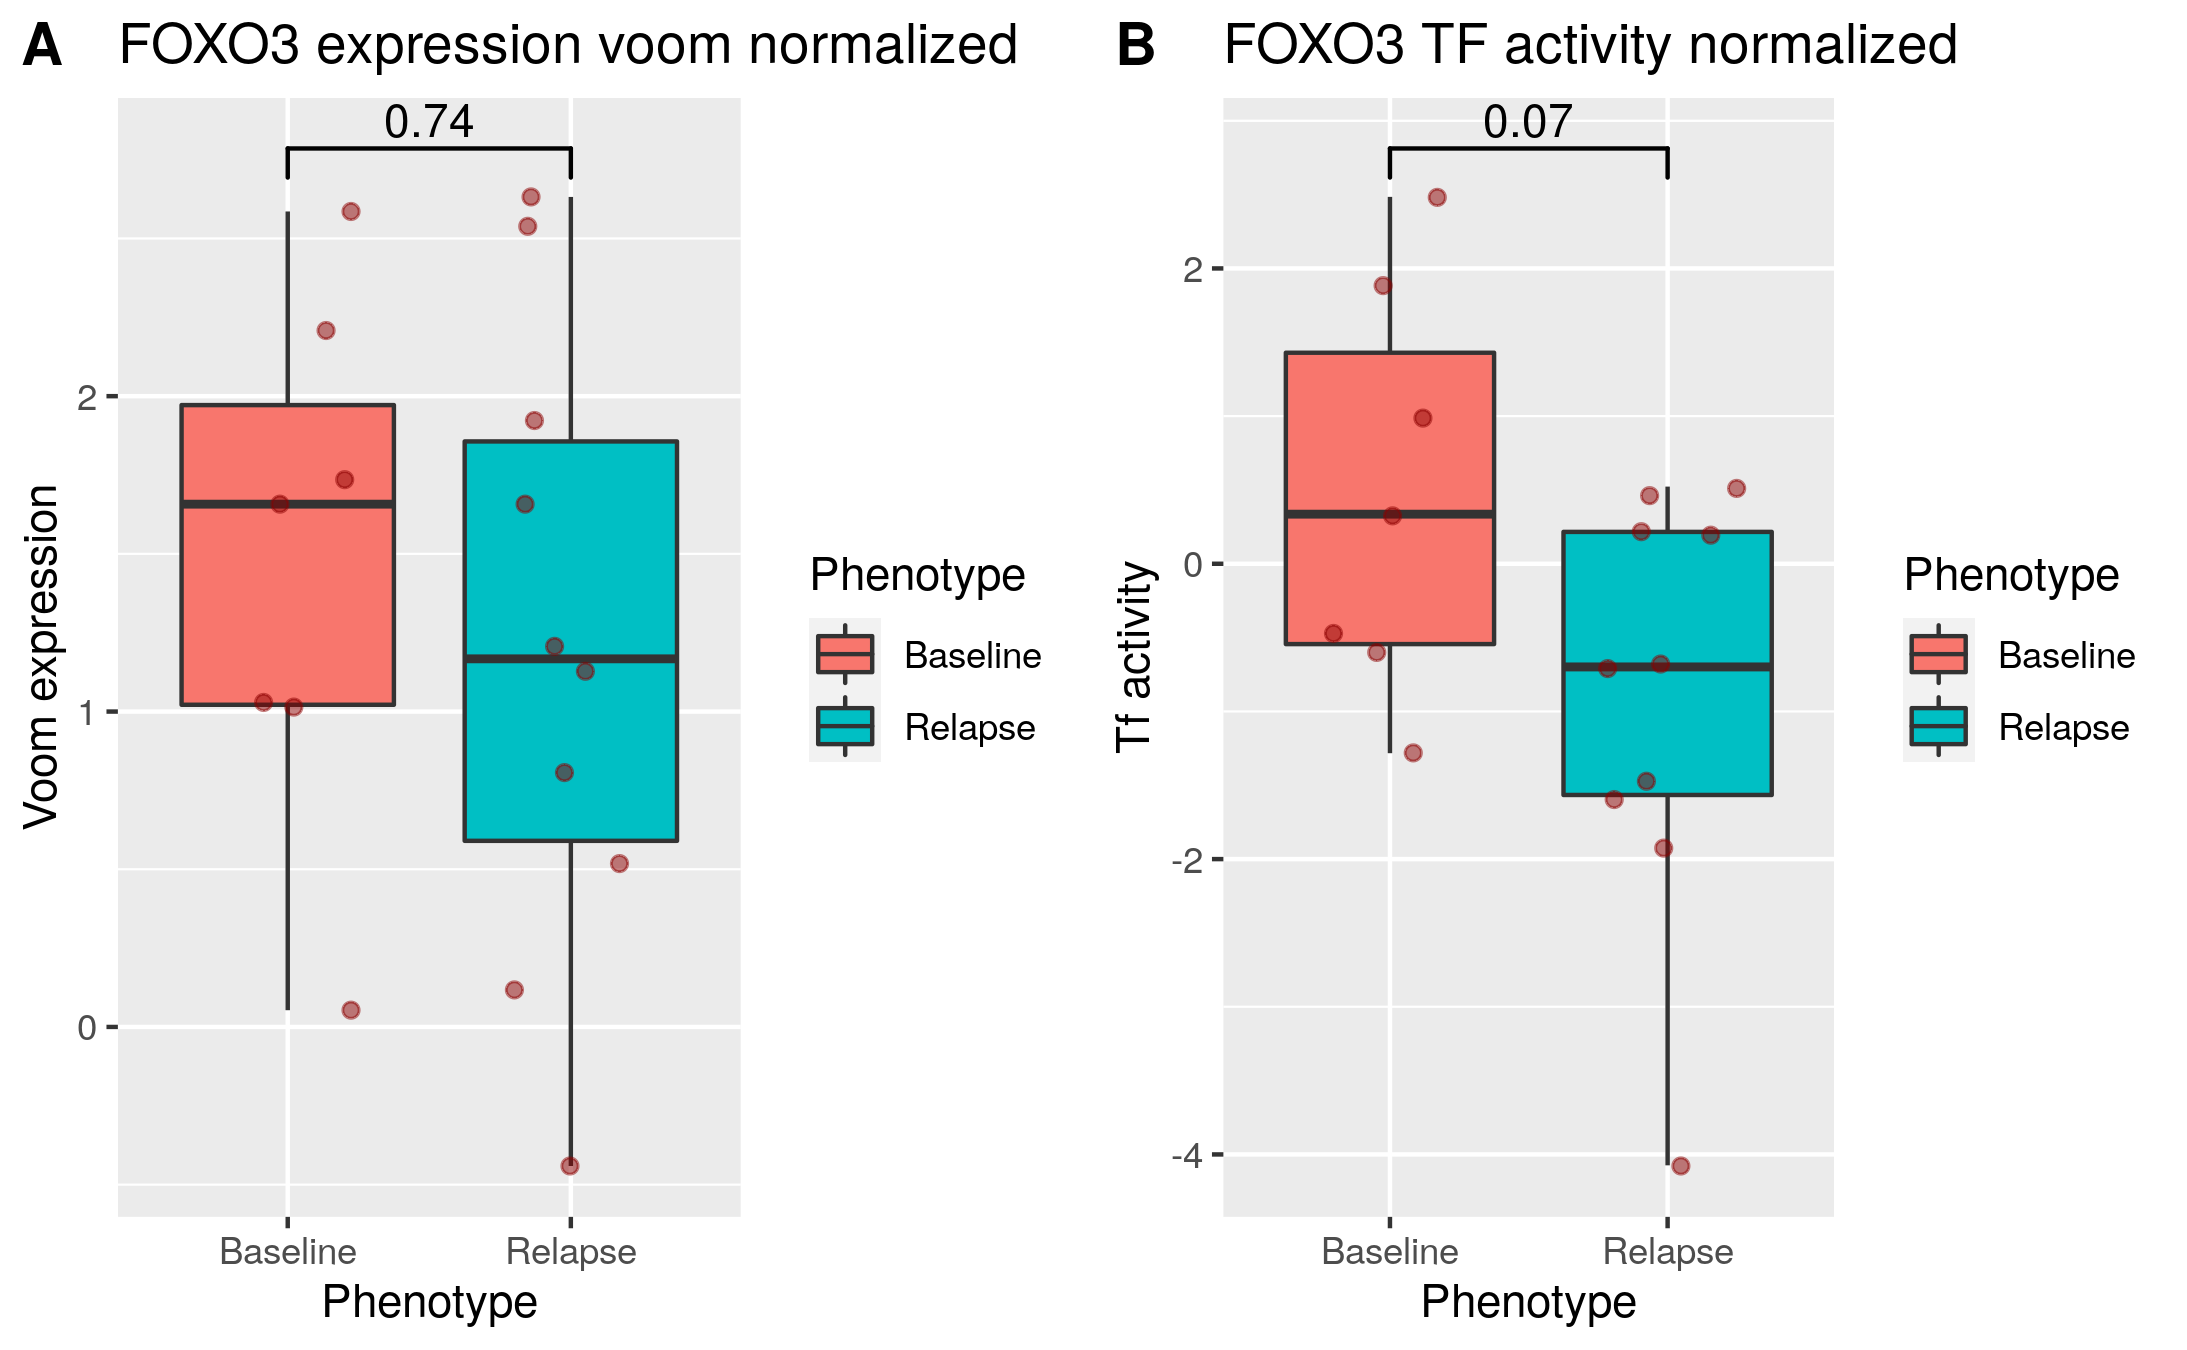 A FOXO3 expression voom normalized
0.74
2
1
0
Voom expression
Baseline Relapse
Phenotype
Phenotype
Baseline
Relapse
B FOXO3 TF activity normalized
0.07
2
0
-2
-4
Tf activity
Baseline Relapse
Phenotype
Phenotype
Baseline
Relapse